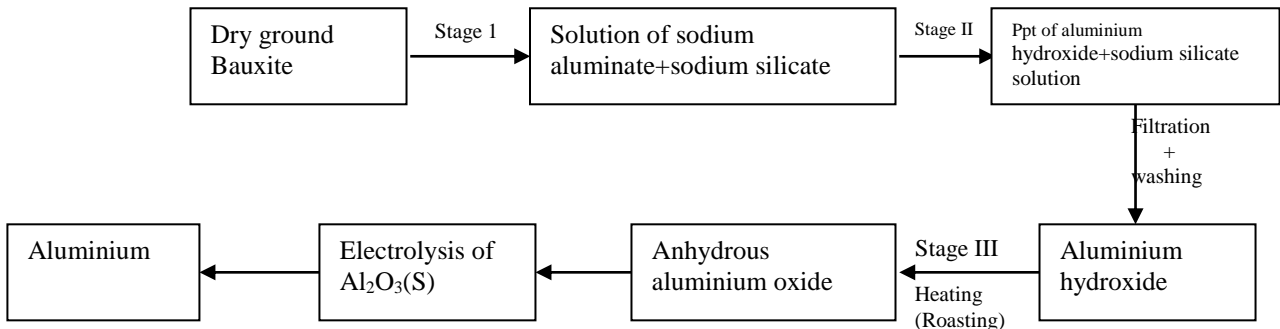 Dry ground
Bauxite
Stage 1
Solution of sodium
aluminate+sodium silicate
Stage II
Ppt of aluminium
hydroxide+sodium silicate
solution
Filtration
+
washing
Aluminium
hydroxide
Stage III
Heating
(Roasting)
Anhydrous
aluminium oxide
Electrolysis of
Al₂O₃(S)
Aluminium